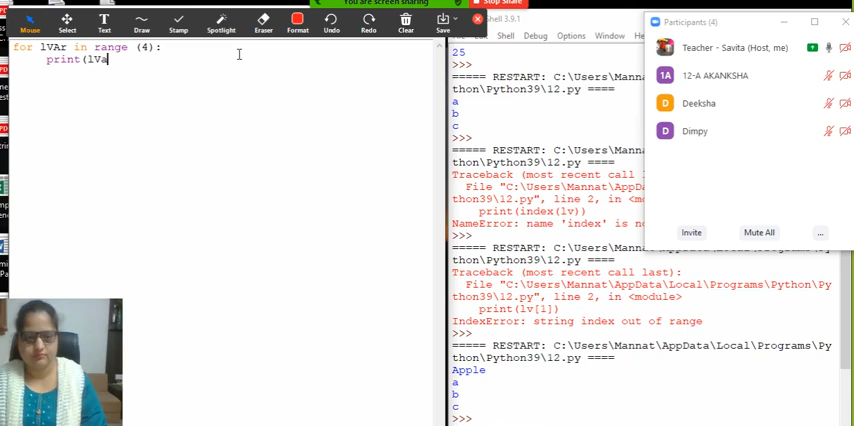 You are screen sharing
Stop Share
Mouse Select Text Draw Stamp Spotlight Eraser Format Undo Redo Clear Save
for lVAr in range (4):
print(lVa
Shell 3.9.1
Shell Debug Options Window
25
>>>
===== RESTART: C:\Users\Mannat
thon\Python39\12.py ====
a
b
c
>>>
===== RESTART: C:\Users\Mannat
thon\Python39\12.py ====
Traceback (most recent call
File "C:\Users\Mannat\AppDa
thon39\12.py", line 2, in <m
print(index(lv))
NameError: name 'index' is
>>>
===== RESTART: C:\Users\Mannat\AppData\Local\Programs\
thon\Python39\12.py ====
Traceback (most recent call last):
File "C:\Users\Mannat\AppData\Local\Programs\Python\Py
thon39\12.py", line 2, in <module>
print(lv[1])
IndexError: string index out of range
>>>
===== RESTART: C:\Users\Mannat\AppData\Local\Programs\Py
thon\Python39\12.py ====
Apple
a
b
c
>>>
Participants (4)
Teacher - Savita (Host, me)
1A 12-A AKANKSHA
D Deeksha
D Dimpy
Invite Mute All ...